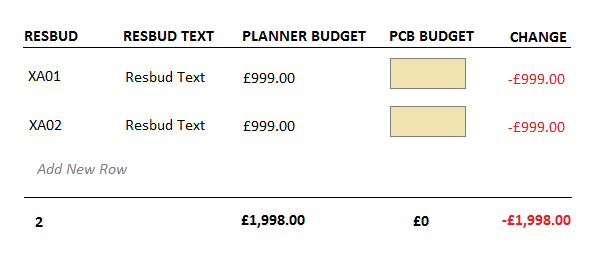 RESBUD RESBUD TEXT PLANNER BUDGET PCB BUDGET CHANGE
XA01 Resbud Text £999.00 -£999.00
XA02 Resbud Text £999.00 -£999.00
Add New Row
2 £1,998.00 £0 -£1,998.00